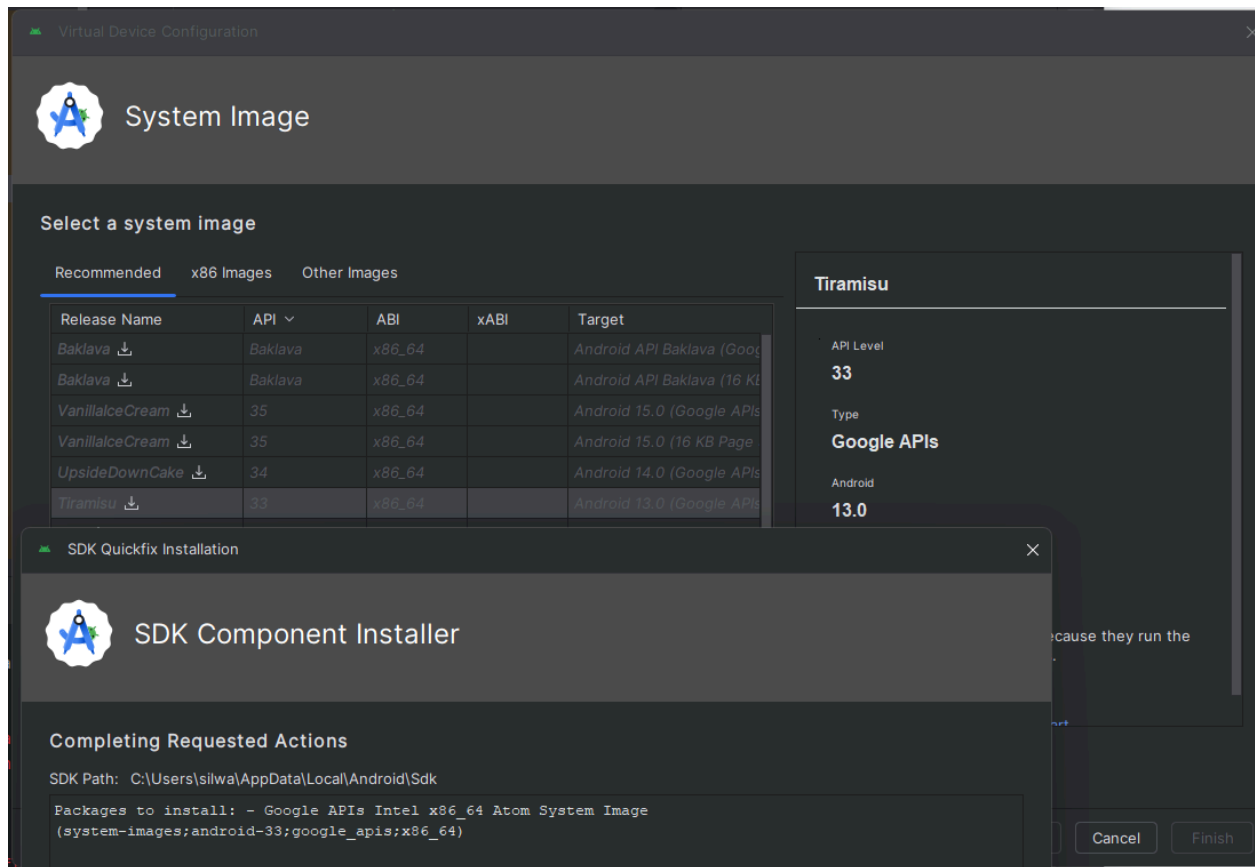 Virtual Device Configuration
System Image
Select a system image
Recommended x86 Images Other Images
Release Name API ABI xABI Target
Baklava Baklava x86_64 Android API Baklava (Goog
Baklava Baklava x86_64 Android API Baklava (16 KB
VanillaIceCream 35 x86_64 Android 15.0 (Google APIs
VanillaIceCream 35 x86_64 Android 15.0 (16 KB Page
UpsideDownCake 34 x86_64 Android 14.0 (Google APIs
Tiramisu 33 x86_64 Android 13.0 (Google APIs
Tiramisu
API Level
33
Type
Google APIs
Android
13.0
ecause they run the
SDK Quickfix Installation
SDK Component Installer
Completing Requested Actions
SDK Path: C:\Users\silwa\AppData\Local\Android\Sdk
Packages to install: - Google APIs Intel x86_64 Atom System Image
(system-images;android-33;google_apis;x86_64)
Cancel Finish